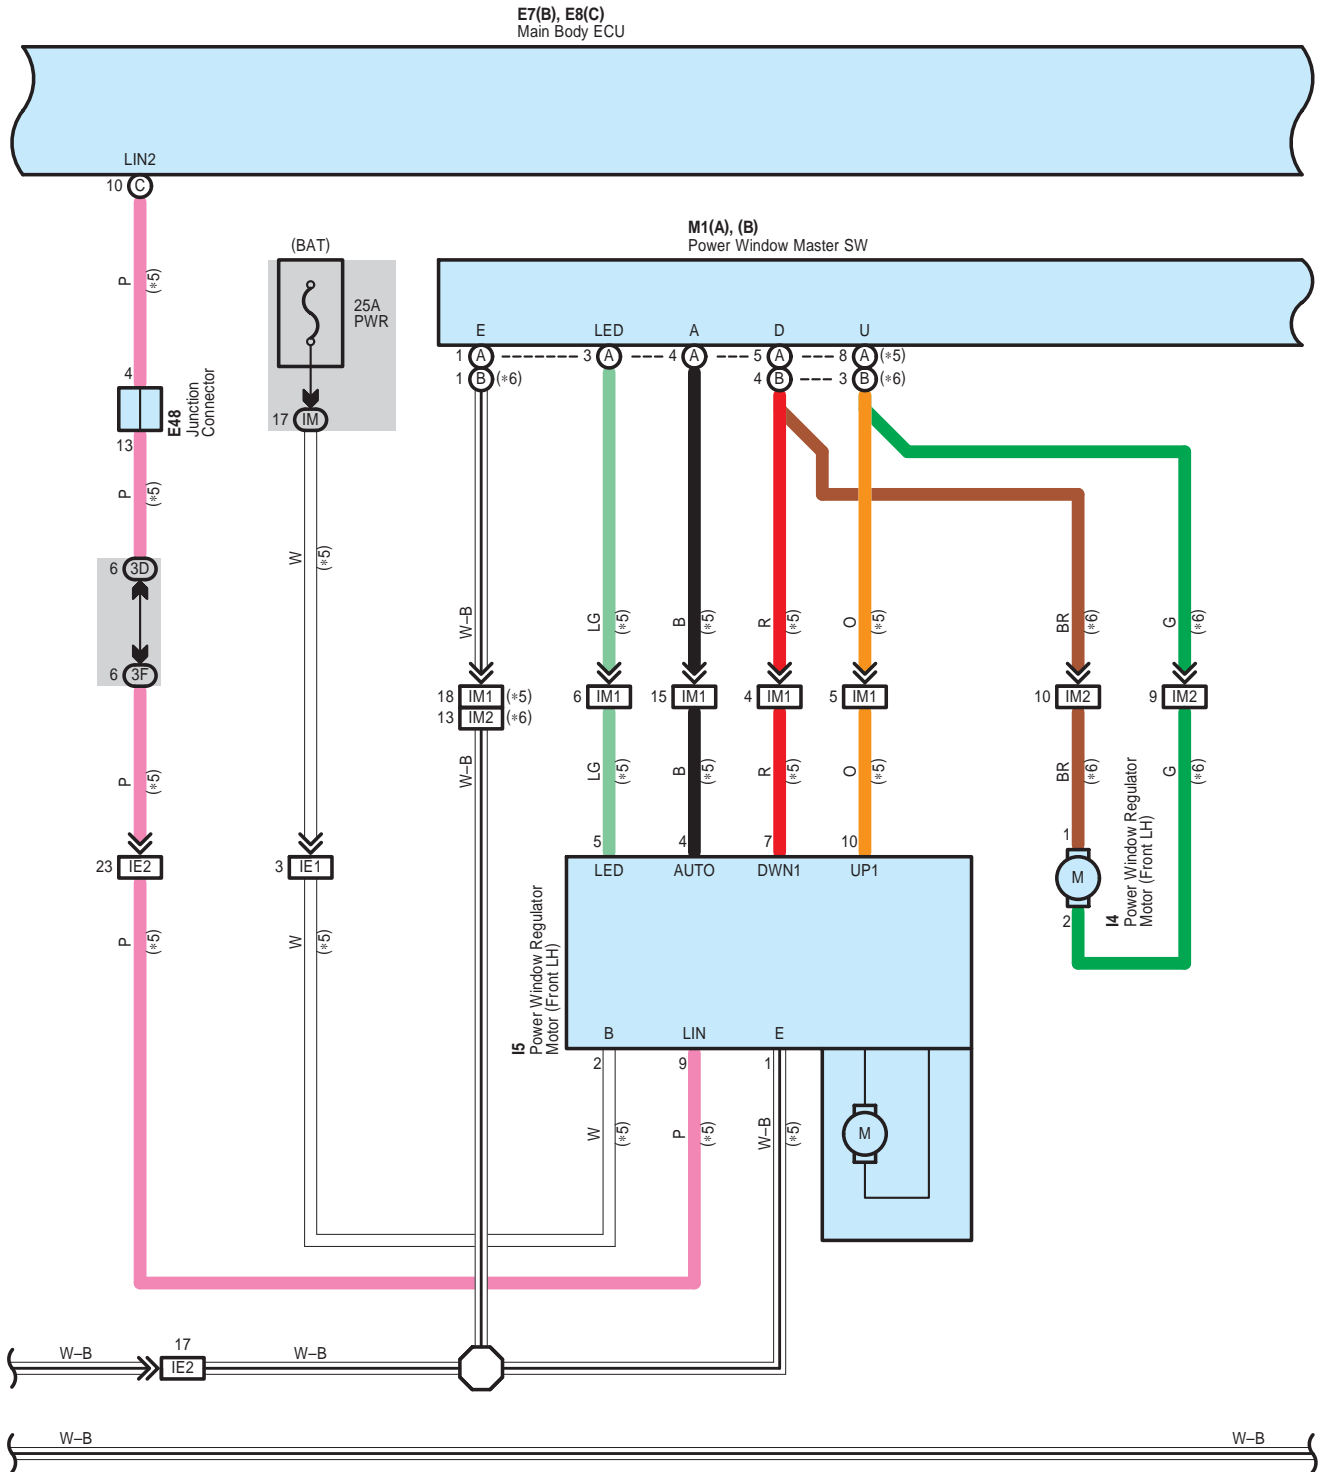 E7(B), E8(C)
Main Body ECU
LIN2
10 C
M1(A), (B)
Power Window Master SW
(BAT)
25A
PWR
17 IM
P
(*5)
4
E48
Junction
Connector
13
P
(*5)
6 3D
6 3F
P
(*5)
23 IE2
P
(*5)
W
(*5)
3 IE1
W
(*5)
E LED A D U
1 A 3 A 4 A 5 A 8 A (*5)
1 B (*6) 4 B 3 B (*6)
W–B
LG
(*5)
B
(*5)
R
(*5)
O
(*5)
BR
(*6)
G
(*6)
18 IM1 (*5) 6 IM1 15 IM1 4 IM1 5 IM1 10 IM2 9 IM2
13 IM2 (*6)
W–B
LG
(*5)
B
(*5)
R
(*5)
O
(*5)
BR
(*6)
G
(*6)
5 4 7 10
LED AUTO DWN1 UP1
1
M
2
I4
Power Window Regulator
Motor (Front LH)
I5
Power Window Regulator
Motor (Front LH)
B LIN E
2 9 1
W
(*5)
P
(*5)
W–B
(*5)
M
W–B
17
IE2
W–B
W–B
W–B